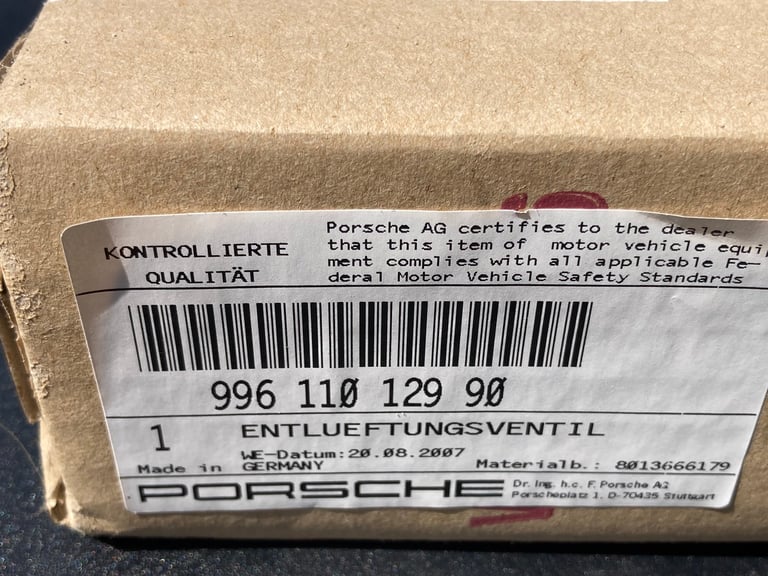 KONTROLLIERTE
QUALITÄT
Porsche AG certifies to the dealer
that this item of motor vehicle equi
ment complies with all applicable Fe-
deral Motor Vehicle Safety Standards
996 110 129 90
1 ENTLUEFTUNGSVENTIL
WE-Datum:20.08.2007
Made in GERMANY Materialb.: 8013666179
PORSCHE
Dr. Ing. h.c. F. Porsche AG
Porscheplatz 1, D-70435 Stuttgart